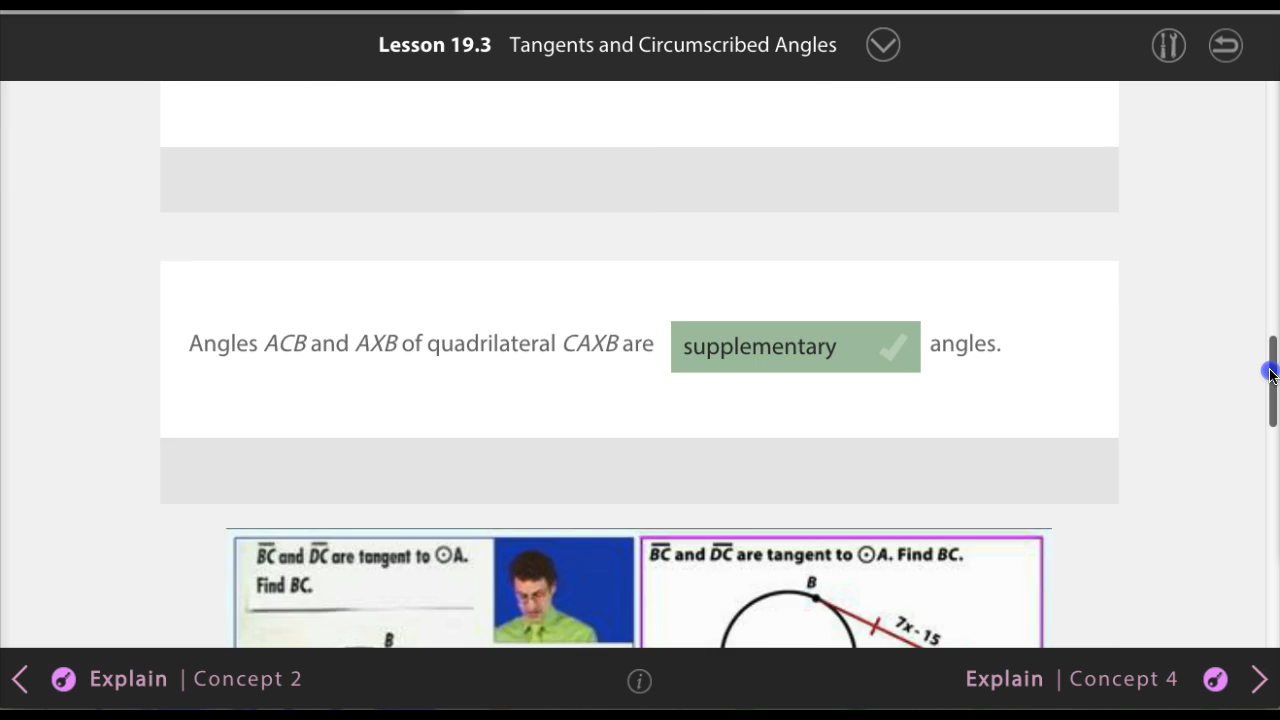 Lesson 19.3 Tangents and Circumscribed Angles
Angles ACB and AXB of quadrilateral CAXB are supplementary angles.
BC and DC are tangent to ⊙A.
Find BC.
B
BC and DC are tangent to ⊙A. Find BC.
B
7x - 15
Explain | Concept 2
i
Explain | Concept 4